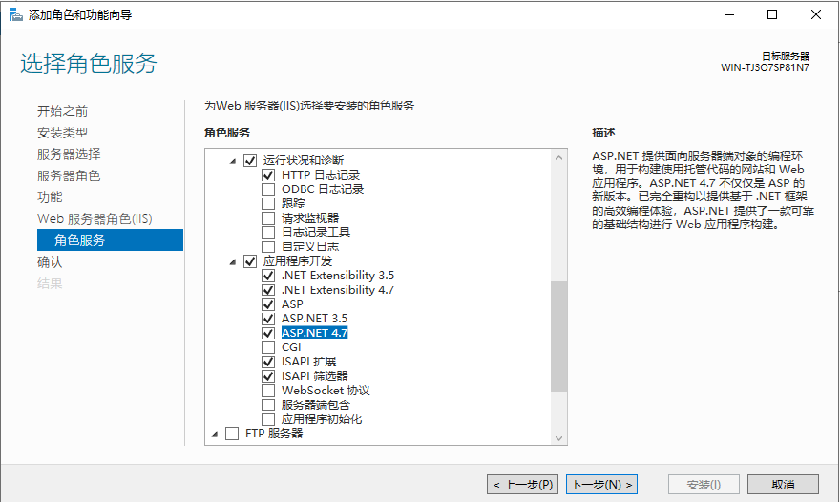 添加角色和功能向导
选择角色服务
目标服务器
WIN-TJ3C7SP81N7
开始之前
安装类型
服务器选择
服务器角色
功能
Web 服务器角色(IIS)
角色服务
确认
结果
为Web 服务器(IIS)选择要安装的角色服务
角色服务
运行状况和诊断
HTTP 日志记录
ODBC 日志记录
跟踪
请求监视器
日志记录工具
自定义日志
应用程序开发
.NET Extensibility 3.5
.NET Extensibility 4.7
ASP
ASP.NET 3.5
ASP.NET 4.7
CGI
ISAPI 扩展
ISAPI 筛选器
WebSocket 协议
服务器端包含
应用程序初始化
FTP 服务器
描述
ASP.NET 提供面向服务器端对象的编程环
境，用于构建使用托管代码的网站和 Web
应用程序。ASP.NET 4.7 不仅仅是 ASP 的
新版本。已完全重构以提供基于 .NET 框架
的高效编程体验，ASP.NET 提供了一款可靠
的基础结构进行 Web 应用程序构建。
< 上一步(P)
下一步(N) >
安装(I)
取消